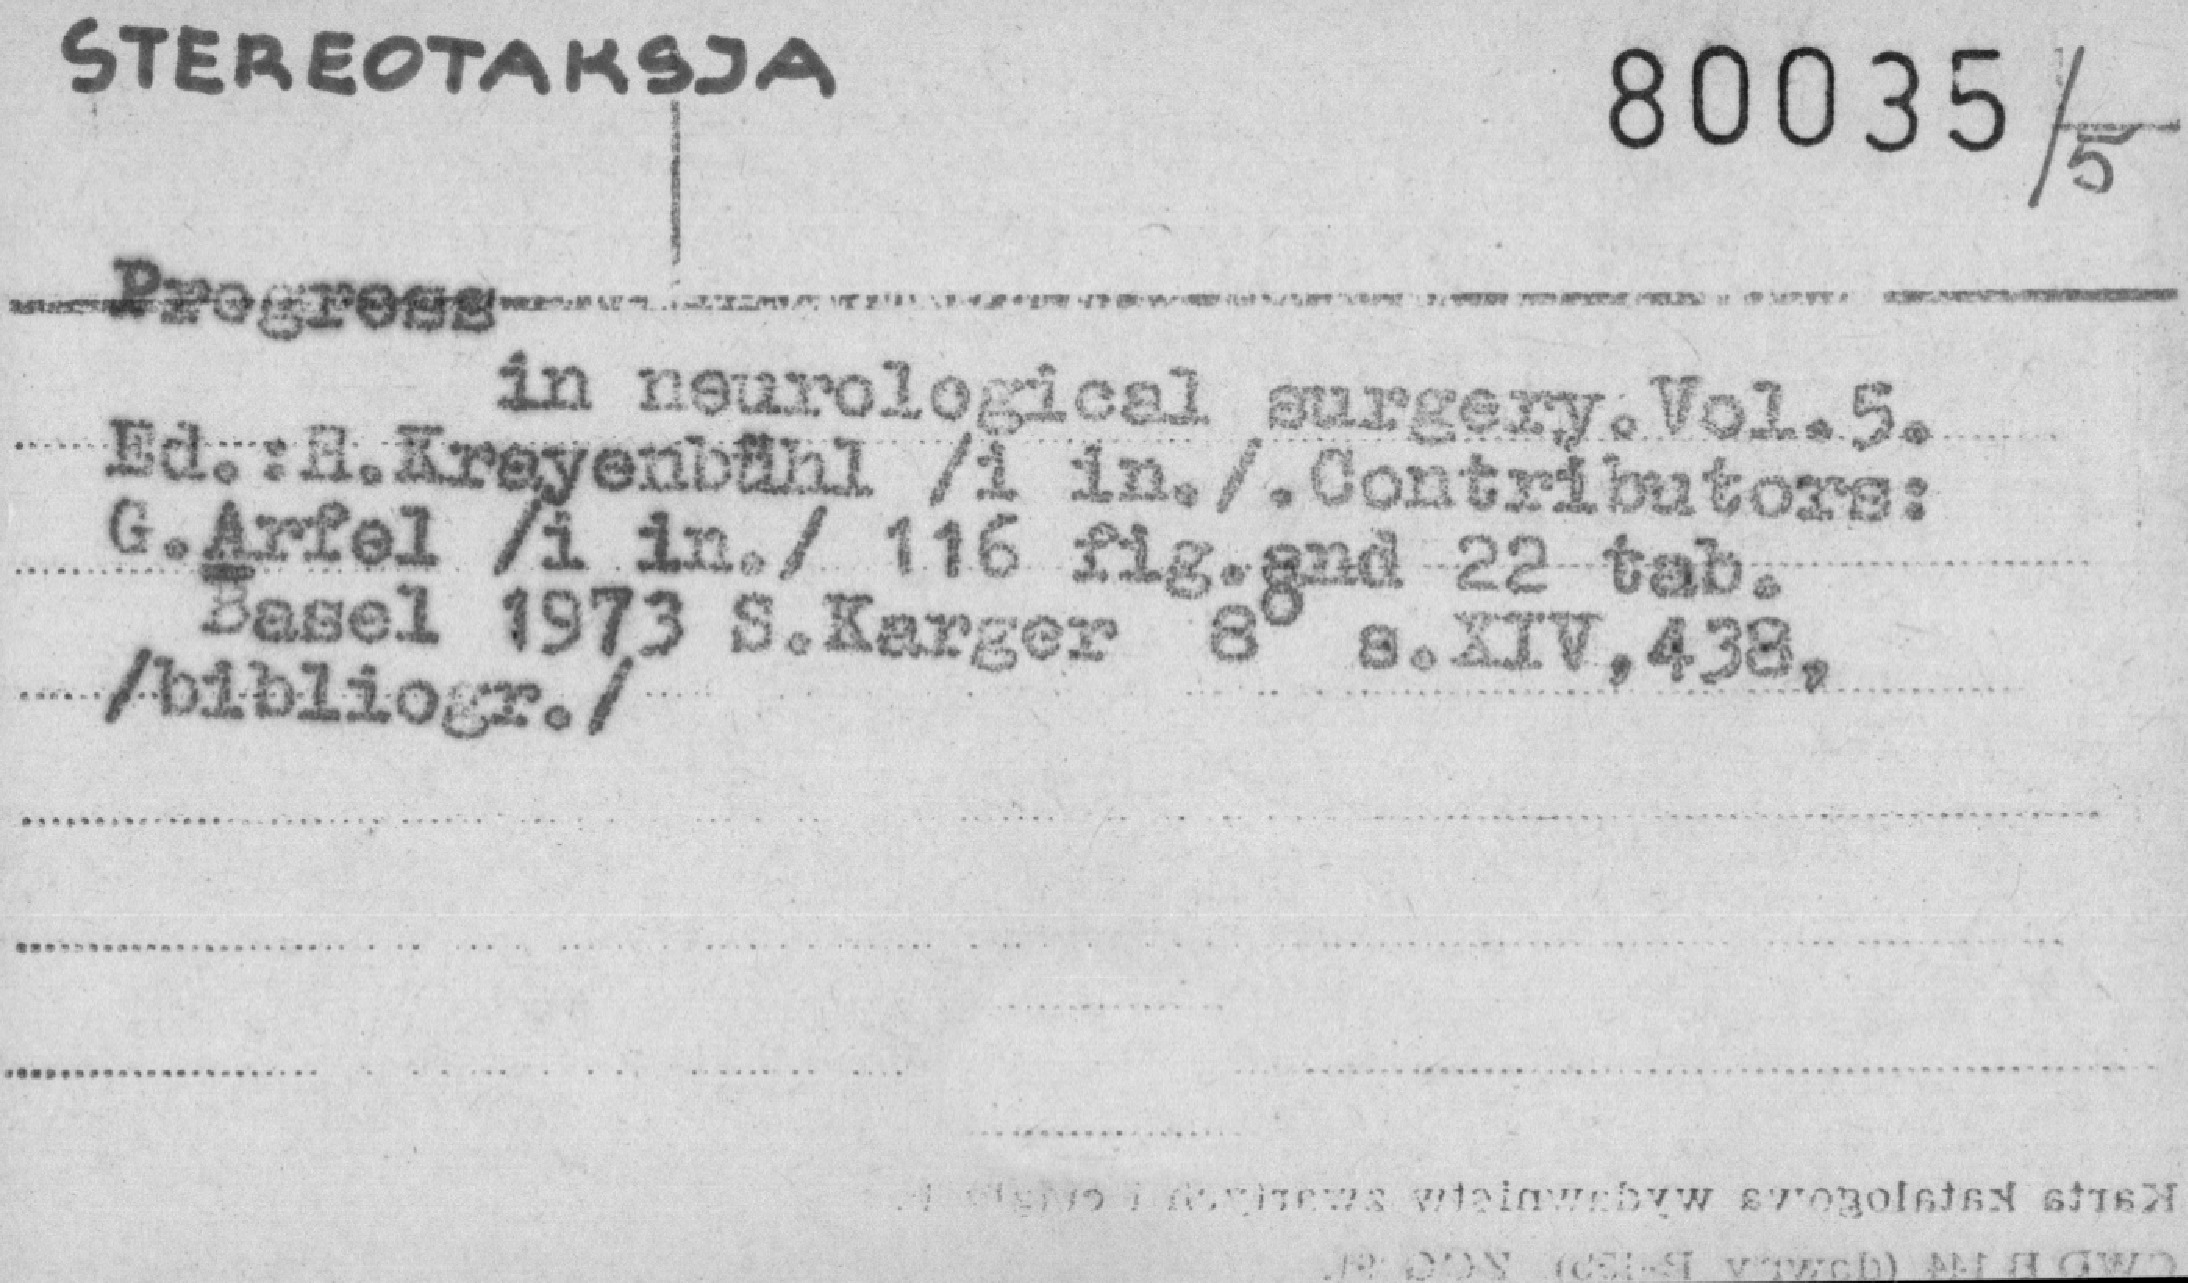 STEREOTAKSJA
80035/5
Progress
in neurological surgery.Vol.5.
Ed.:H.Krayenbühl /i in./.Contributors:
G.Arfel /i in./ 116 fig.and 22 tab.
Basel 1973 S.Karger 8° s.XIV,438,
/bibliogr./
Karta katalogowa wydawnictw zwartych i